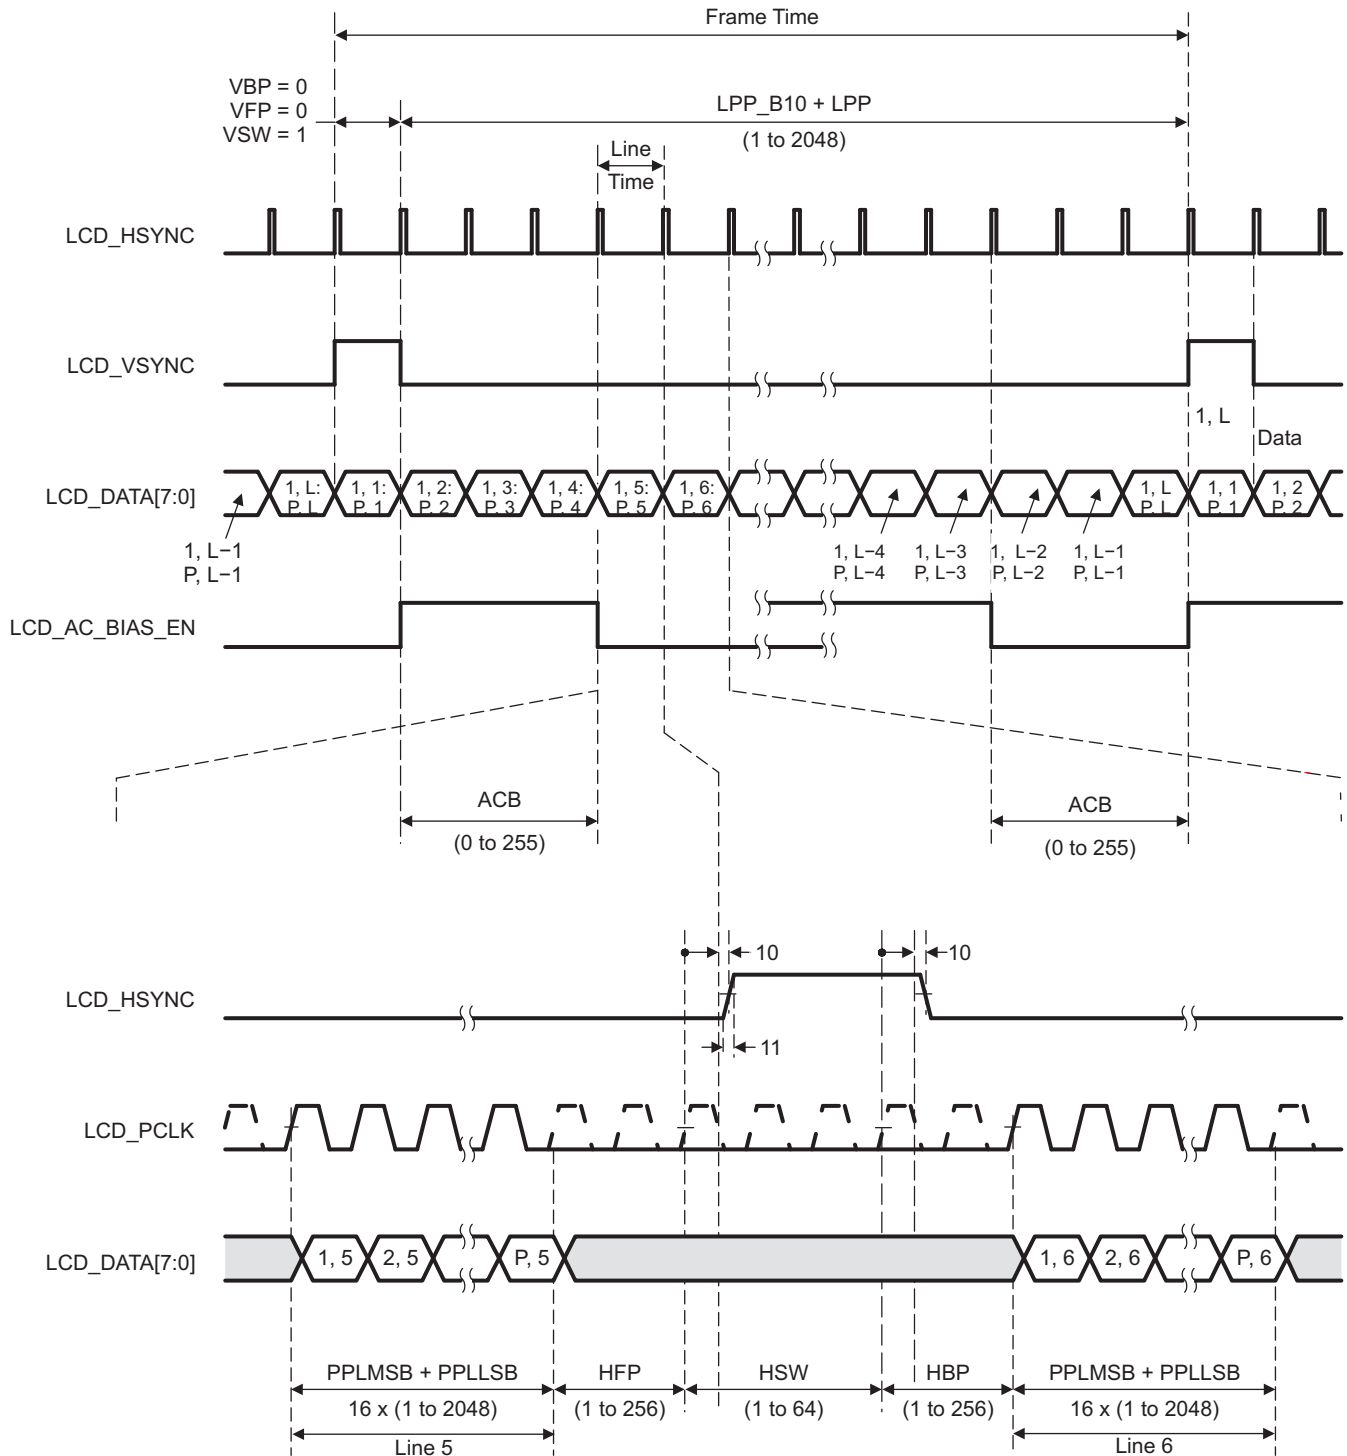 Frame Time
VBP = 0
VFP = 0
VSW = 1
LPP_B10 + LPP
(1 to 2048)
Line
Time
LCD_HSYNC
LCD_VSYNC
1, L
Data
LCD_DATA[7:0]
1, L: 1, 1: 1, 2: 1, 3: 1, 4: 1, 5: 1, 6: 1, L 1, 1 1, 2
P, L P, 1 P, 2 P, 3 P, 4 P, 5 P, 6 P, L P, 1 P, 2
1, L−1
P, L−1
1, L−4 1, L−3 1, L−2 1, L−1
P, L−4 P, L−3 P, L−2 P, L−1
LCD_AC_BIAS_EN
ACB ACB
(0 to 255) (0 to 255)
10 10
LCD_HSYNC
11
LCD_PCLK
LCD_DATA[7:0]
1, 5 2, 5 P, 5 1, 6 2, 6 P, 6
PPLMSB + PPLLSB HFP HSW HBP PPLMSB + PPLLSB
16 x (1 to 2048) (1 to 256) (1 to 64) (1 to 256) 16 x (1 to 2048)
Line 5 Line 6